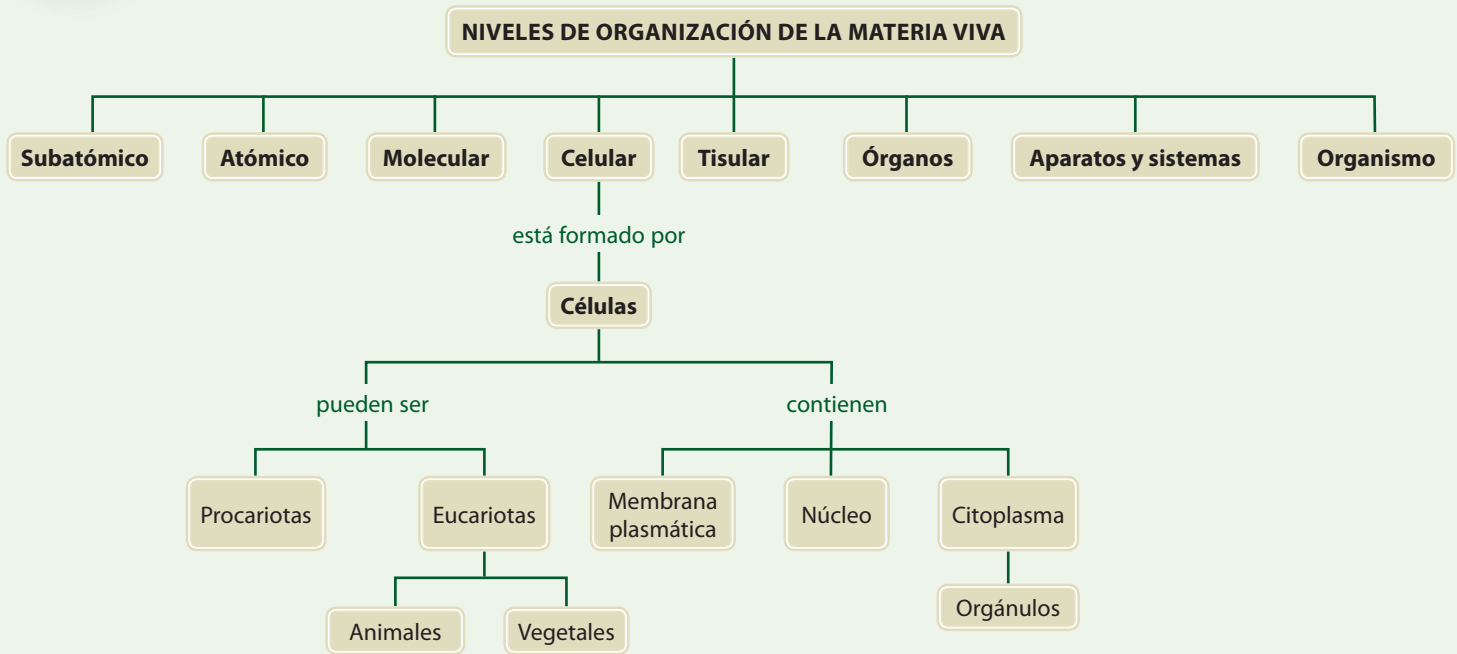 NIVELES DE ORGANIZACIÓN DE LA MATERIA VIVA
Subatómico
Atómico
Molecular
Celular
Tisular
Órganos
Aparatos y sistemas
Organismo
está formado por
Células
pueden ser
contienen
Procariotas
Eucariotas
Membrana
plasmática
Núcleo
Citoplasma
Animales
Vegetales
Orgánulos